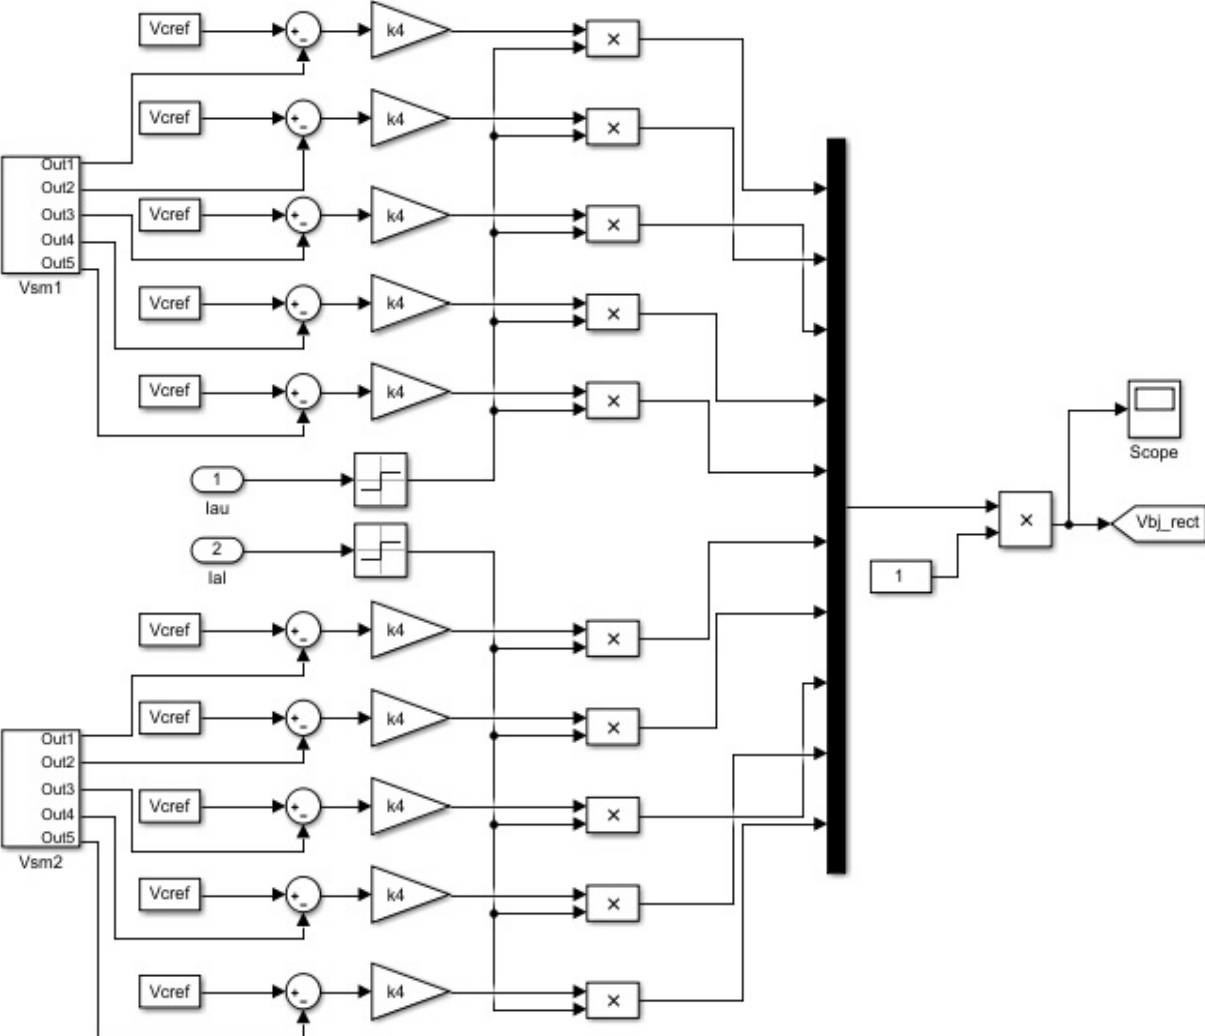 Vcref
k4
×
Vcref
k4
×
Out1
Out2
Out3
Out4
Out5
Vsm1
Vcref
k4
×
Vcref
k4
×
Vcref
k4
×
Scope
1
Iau
2
Ial
×
Vbj_rect
1
Vcref
k4
×
Vcref
k4
×
Out1
Out2
Out3
Out4
Out5
Vsm2
Vcref
k4
×
Vcref
k4
×
Vcref
k4
×